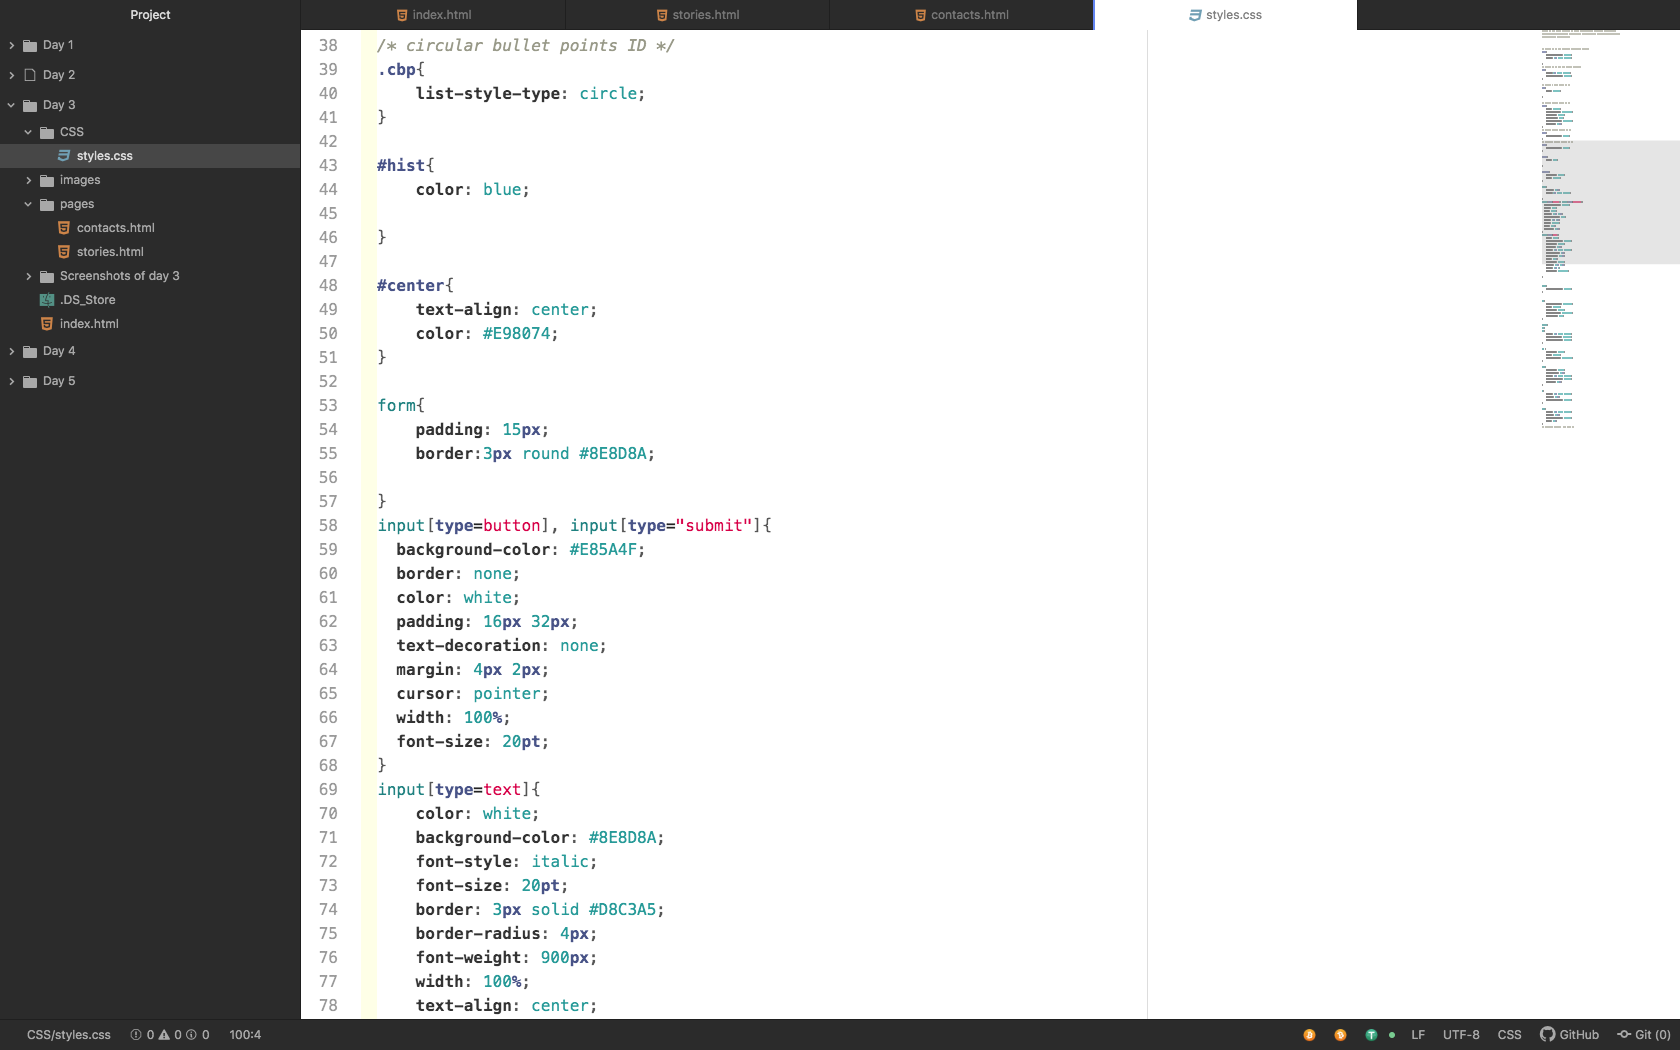 Project
index.html
stories.html
contacts.html
styles.css
Day 1
Day 2
Day 3
CSS
styles.css
images
pages
contacts.html
stories.html
Screenshots of day 3
.DS_Store
index.html
Day 4
Day 5
38 /* circular bullet points ID */
39 .cbp{
40 list-style-type: circle;
41 }
42
43 #hist{
44 color: blue;
45
46 }
47
48 #center{
49 text-align: center;
50 color: #E98074;
51 }
52
53 form{
54 padding: 15px;
55 border:3px round #8E8D8A;
56
57 }
58 input[type=button], input[type="submit"]{
59 background-color: #E85A4F;
60 border: none;
61 color: white;
62 padding: 16px 32px;
63 text-decoration: none;
64 margin: 4px 2px;
65 cursor: pointer;
66 width: 100%;
67 font-size: 20pt;
68 }
69 input[type=text]{
70 color: white;
71 background-color: #8E8D8A;
72 font-style: italic;
73 font-size: 20pt;
74 border: 3px solid #D8C3A5;
75 border-radius: 4px;
76 font-weight: 900px;
77 width: 100%;
78 text-align: center;
CSS/styles.css 0 0 0 100:4
LF UTF-8 CSS GitHub Git (0)